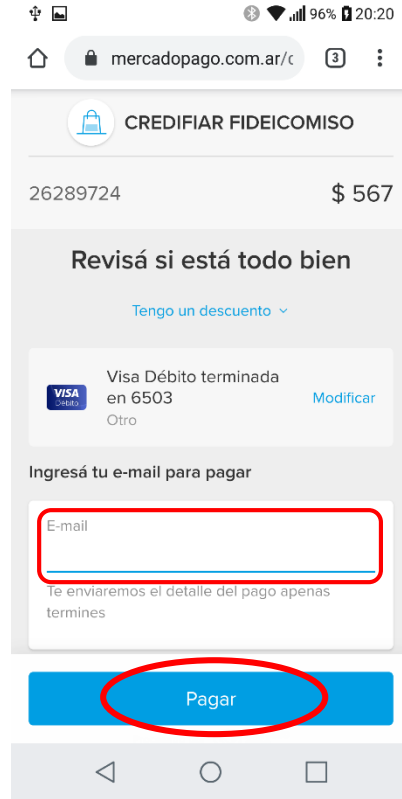 96% 20:20
mercadopago.com.ar/c 3
CREDIFIAR FIDEICOMISO
26289724 $ 567
Revisá si está todo bien
Tengo un descuento
VISA
Débito
Visa Débito terminada
en 6503
Modificar
Otro
Ingresá tu e-mail para pagar
E-mail
Te enviaremos el detalle del pago apenas
termines
Pagar